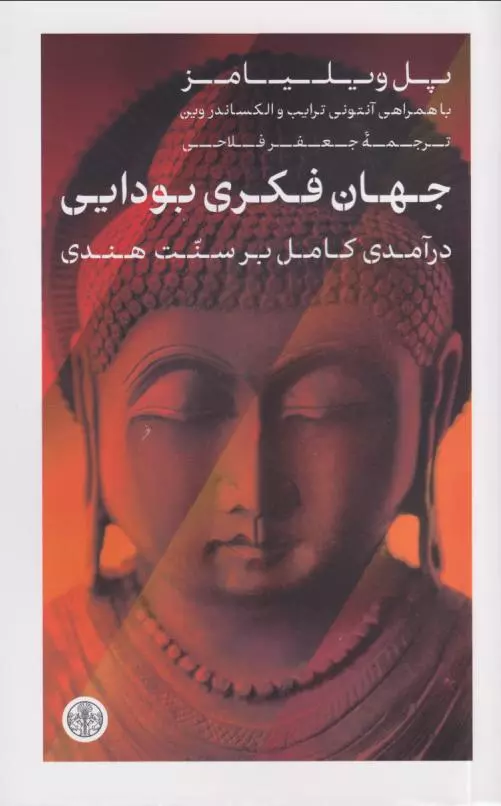 پل ویلیامز
با همراهی آنتونی ترایب و الکساندر وین
ترجمهٔ جعفر فلاحی
جهان فکری بودایی
درآمدی کامل بر سنّت هندی